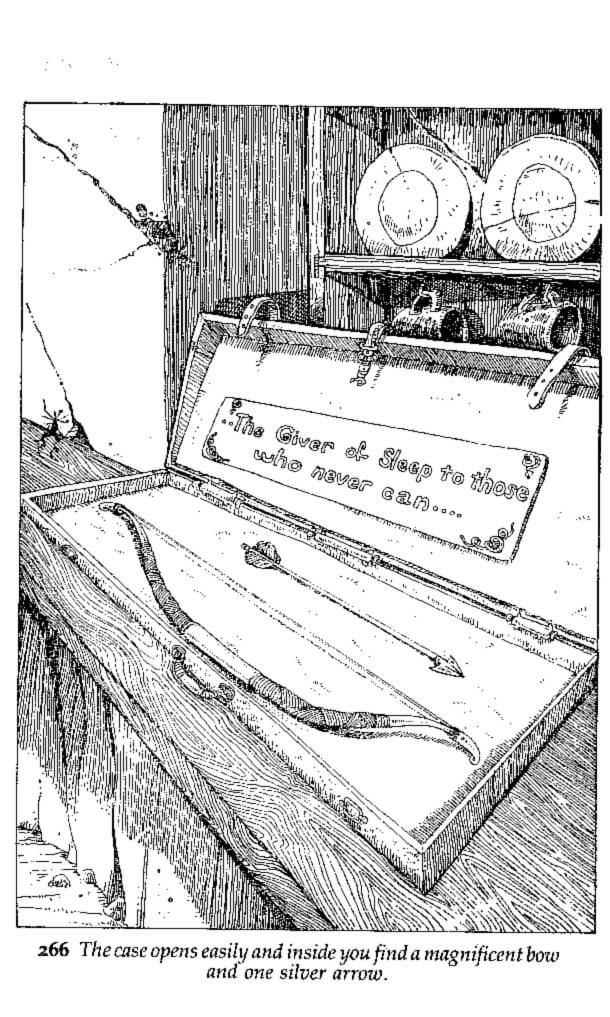 ..The Giver of Sleep to those
who never can....
266 The case opens easily and inside you find a magnificent bow
and one silver arrow.